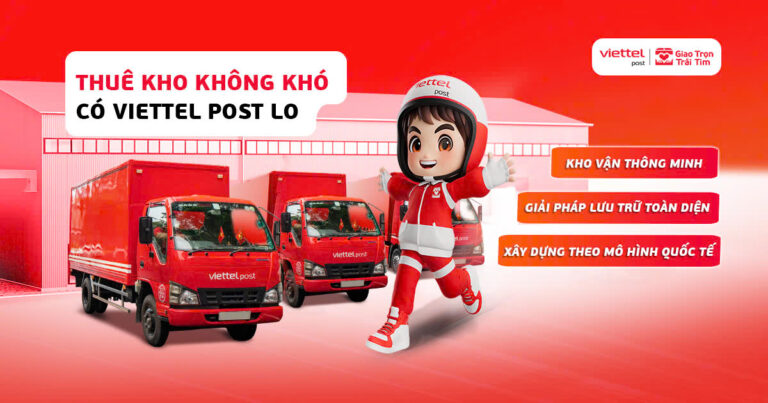 THUÊ KHO KHÔNG KHÓ
CÓ VIETTEL POST LO
viettel
post
Giao Trọn
Trái Tim
viettel
post
KHO VẬN THÔNG MINH
GIẢI PHÁP LƯU TRỮ TOÀN DIỆN
XÂY DỰNG THEO MÔ HÌNH QUỐC TẾ
viettel post
viettel post